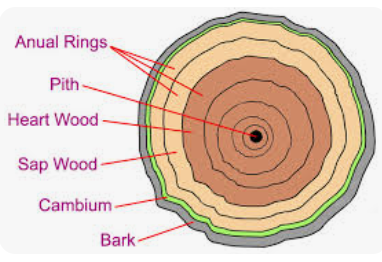 Anual Rings
Pith
Heart Wood
Sap Wood
Cambium
Bark